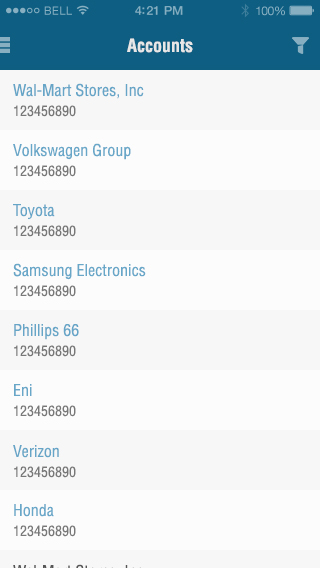 BELL 4:21 PM 100%
Accounts
Wal-Mart Stores, Inc
123456890
Volkswagen Group
123456890
Toyota
123456890
Samsung Electronics
123456890
Phillips 66
123456890
Eni
123456890
Verizon
123456890
Honda
123456890